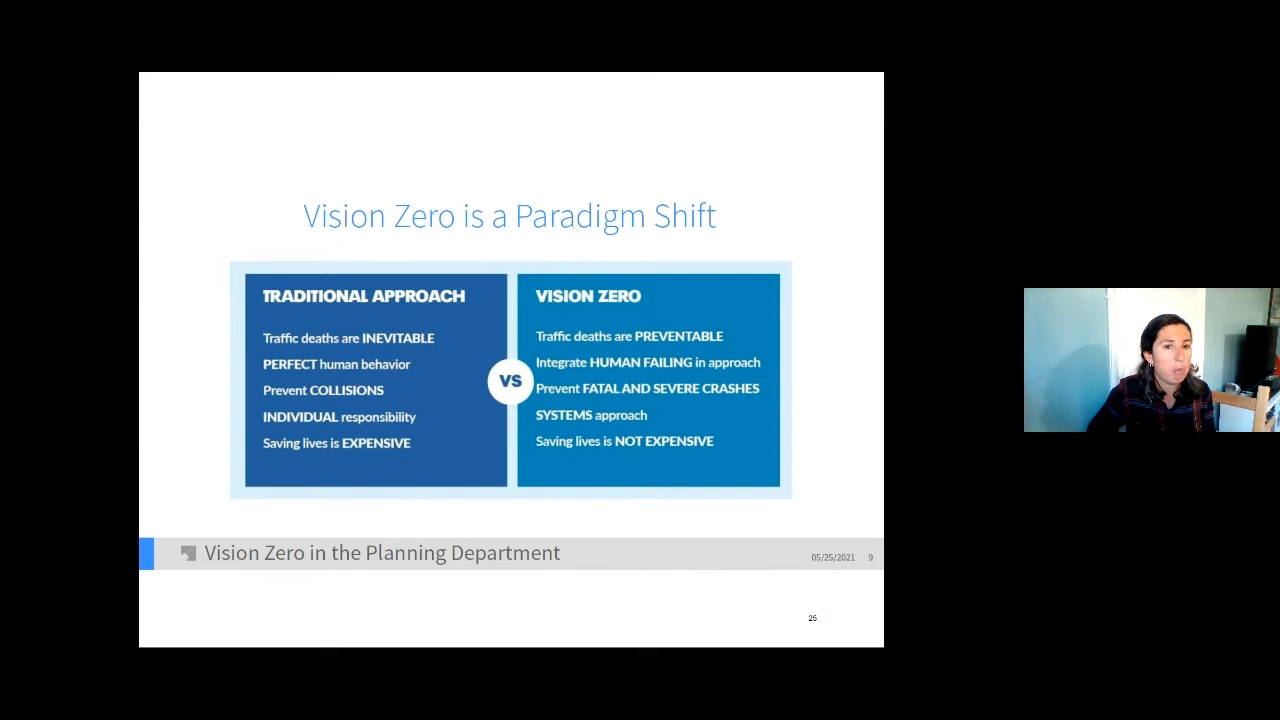 Vision Zero is a Paradigm Shift
TRADITIONAL APPROACH
Traffic deaths are INEVITABLE
PERFECT human behavior
Prevent COLLISIONS
INDIVIDUAL responsibility
Saving lives is EXPENSIVE
VS
VISION ZERO
Traffic deaths are PREVENTABLE
Integrate HUMAN FAILING in approach
Prevent FATAL AND SEVERE CRASHES
SYSTEMS approach
Saving lives is NOT EXPENSIVE
Vision Zero in the Planning Department
05/25/2021 9
25